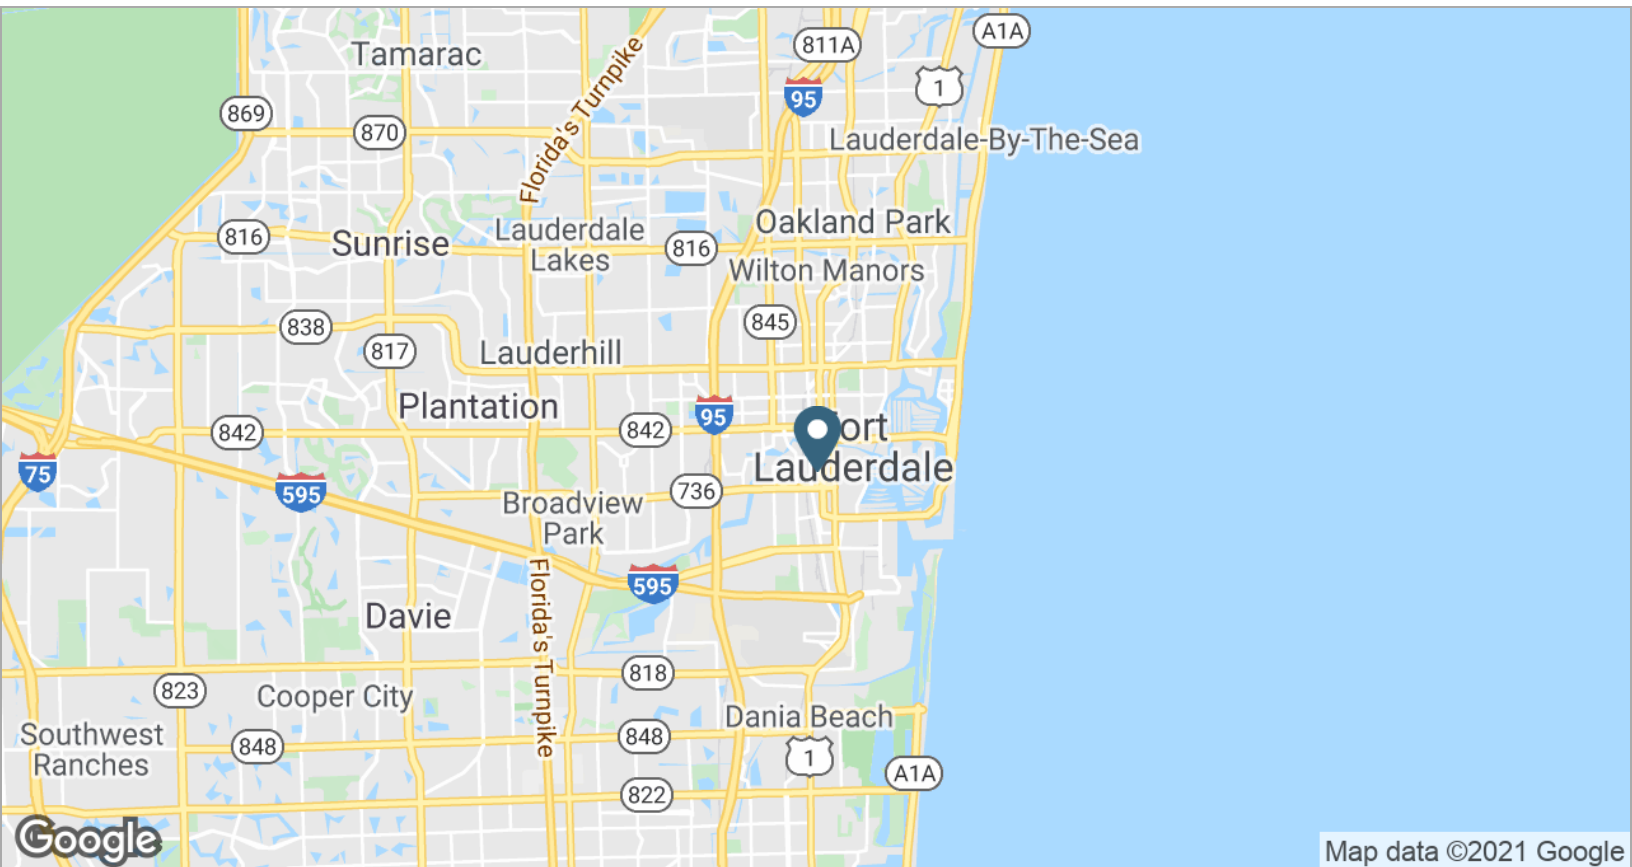 A1A
811A
Tamarac
1
95
869
870
Florida's Turnpike
Lauderdale-By-The-Sea
Oakland Park
816
Sunrise
Lauderdale
Lakes
816
Wilton Manors
838
845
817
Lauderhill
Plantation
95
842
842
ort
Lauderdale
75
595
736
Broadview
Park
595
Davie
Florida's Turnpike
818
823
Cooper City
Dania Beach
Southwest
Ranches
848
848
1
A1A
822
Google
Map data ©2021 Google